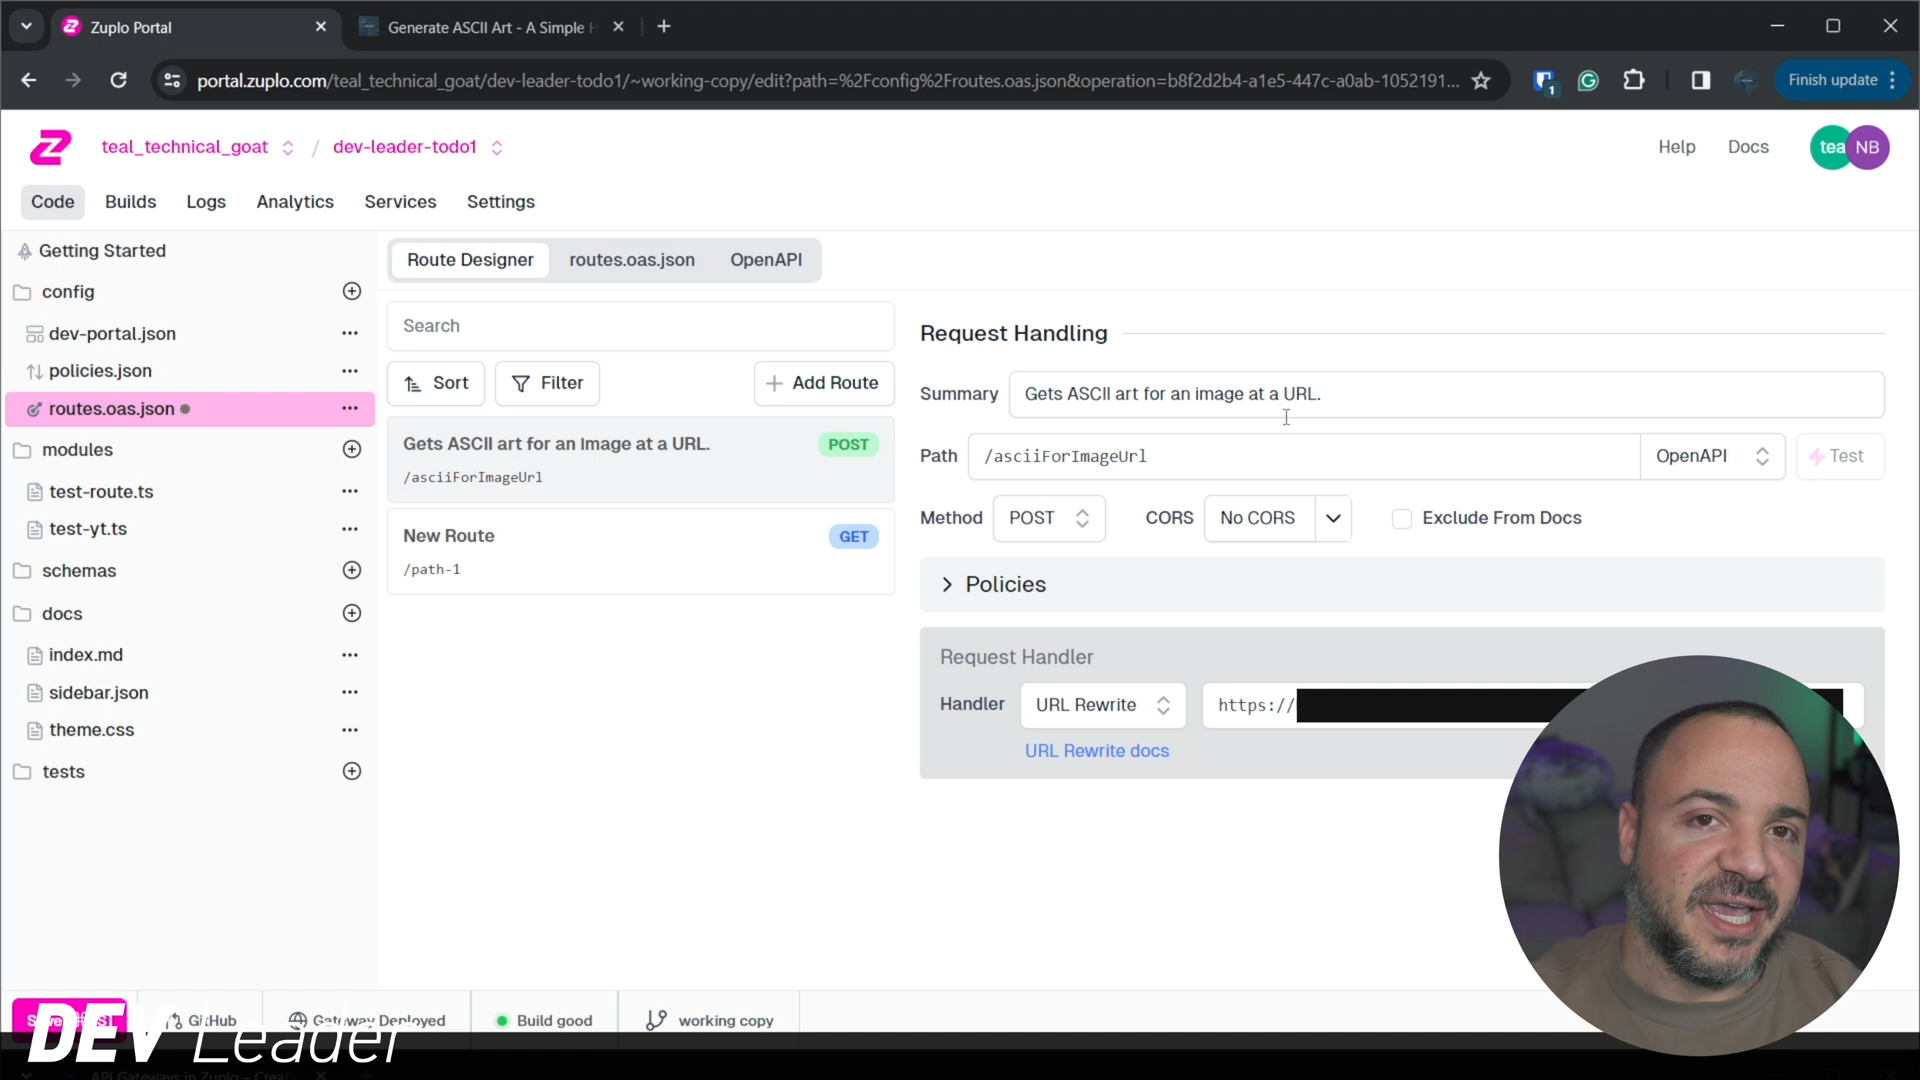 Zuplo Portal
Generate ASCII Art - A Simple H
portal.zuplo.com/teal_technical_goat/dev-leader-todo1/~working-copy/edit?path=%2Fconfig%2Froutes.oas.json&operation=b8f2d2b4-a1e5-447c-a0ab-1052191...
1
Finish update
teal_technical_goat / dev-leader-todo1
Help
Docs
tea
NB
Code
Builds
Logs
Analytics
Services
Settings
Getting Started
config
dev-portal.json
policies.json
routes.oas.json
modules
test-route.ts
test-yt.ts
schemas
docs
index.md
sidebar.json
theme.css
tests
Route Designer
routes.oas.json
OpenAPI
Search
Sort
Filter
Add Route
Gets ASCII art for an image at a URL.
POST
/asciiForImageUrl
New Route
GET
/path-1
Request Handling
Summary
Gets ASCII art for an image at a URL.
Path
/asciiForImageUrl
OpenAPI
Test
Method
POST
CORS
No CORS
Exclude From Docs
Policies
Request Handler
Handler
URL Rewrite
https://
URL Rewrite docs
GitHub
Gateway Deployed
Build good
working copy
DEV Leader